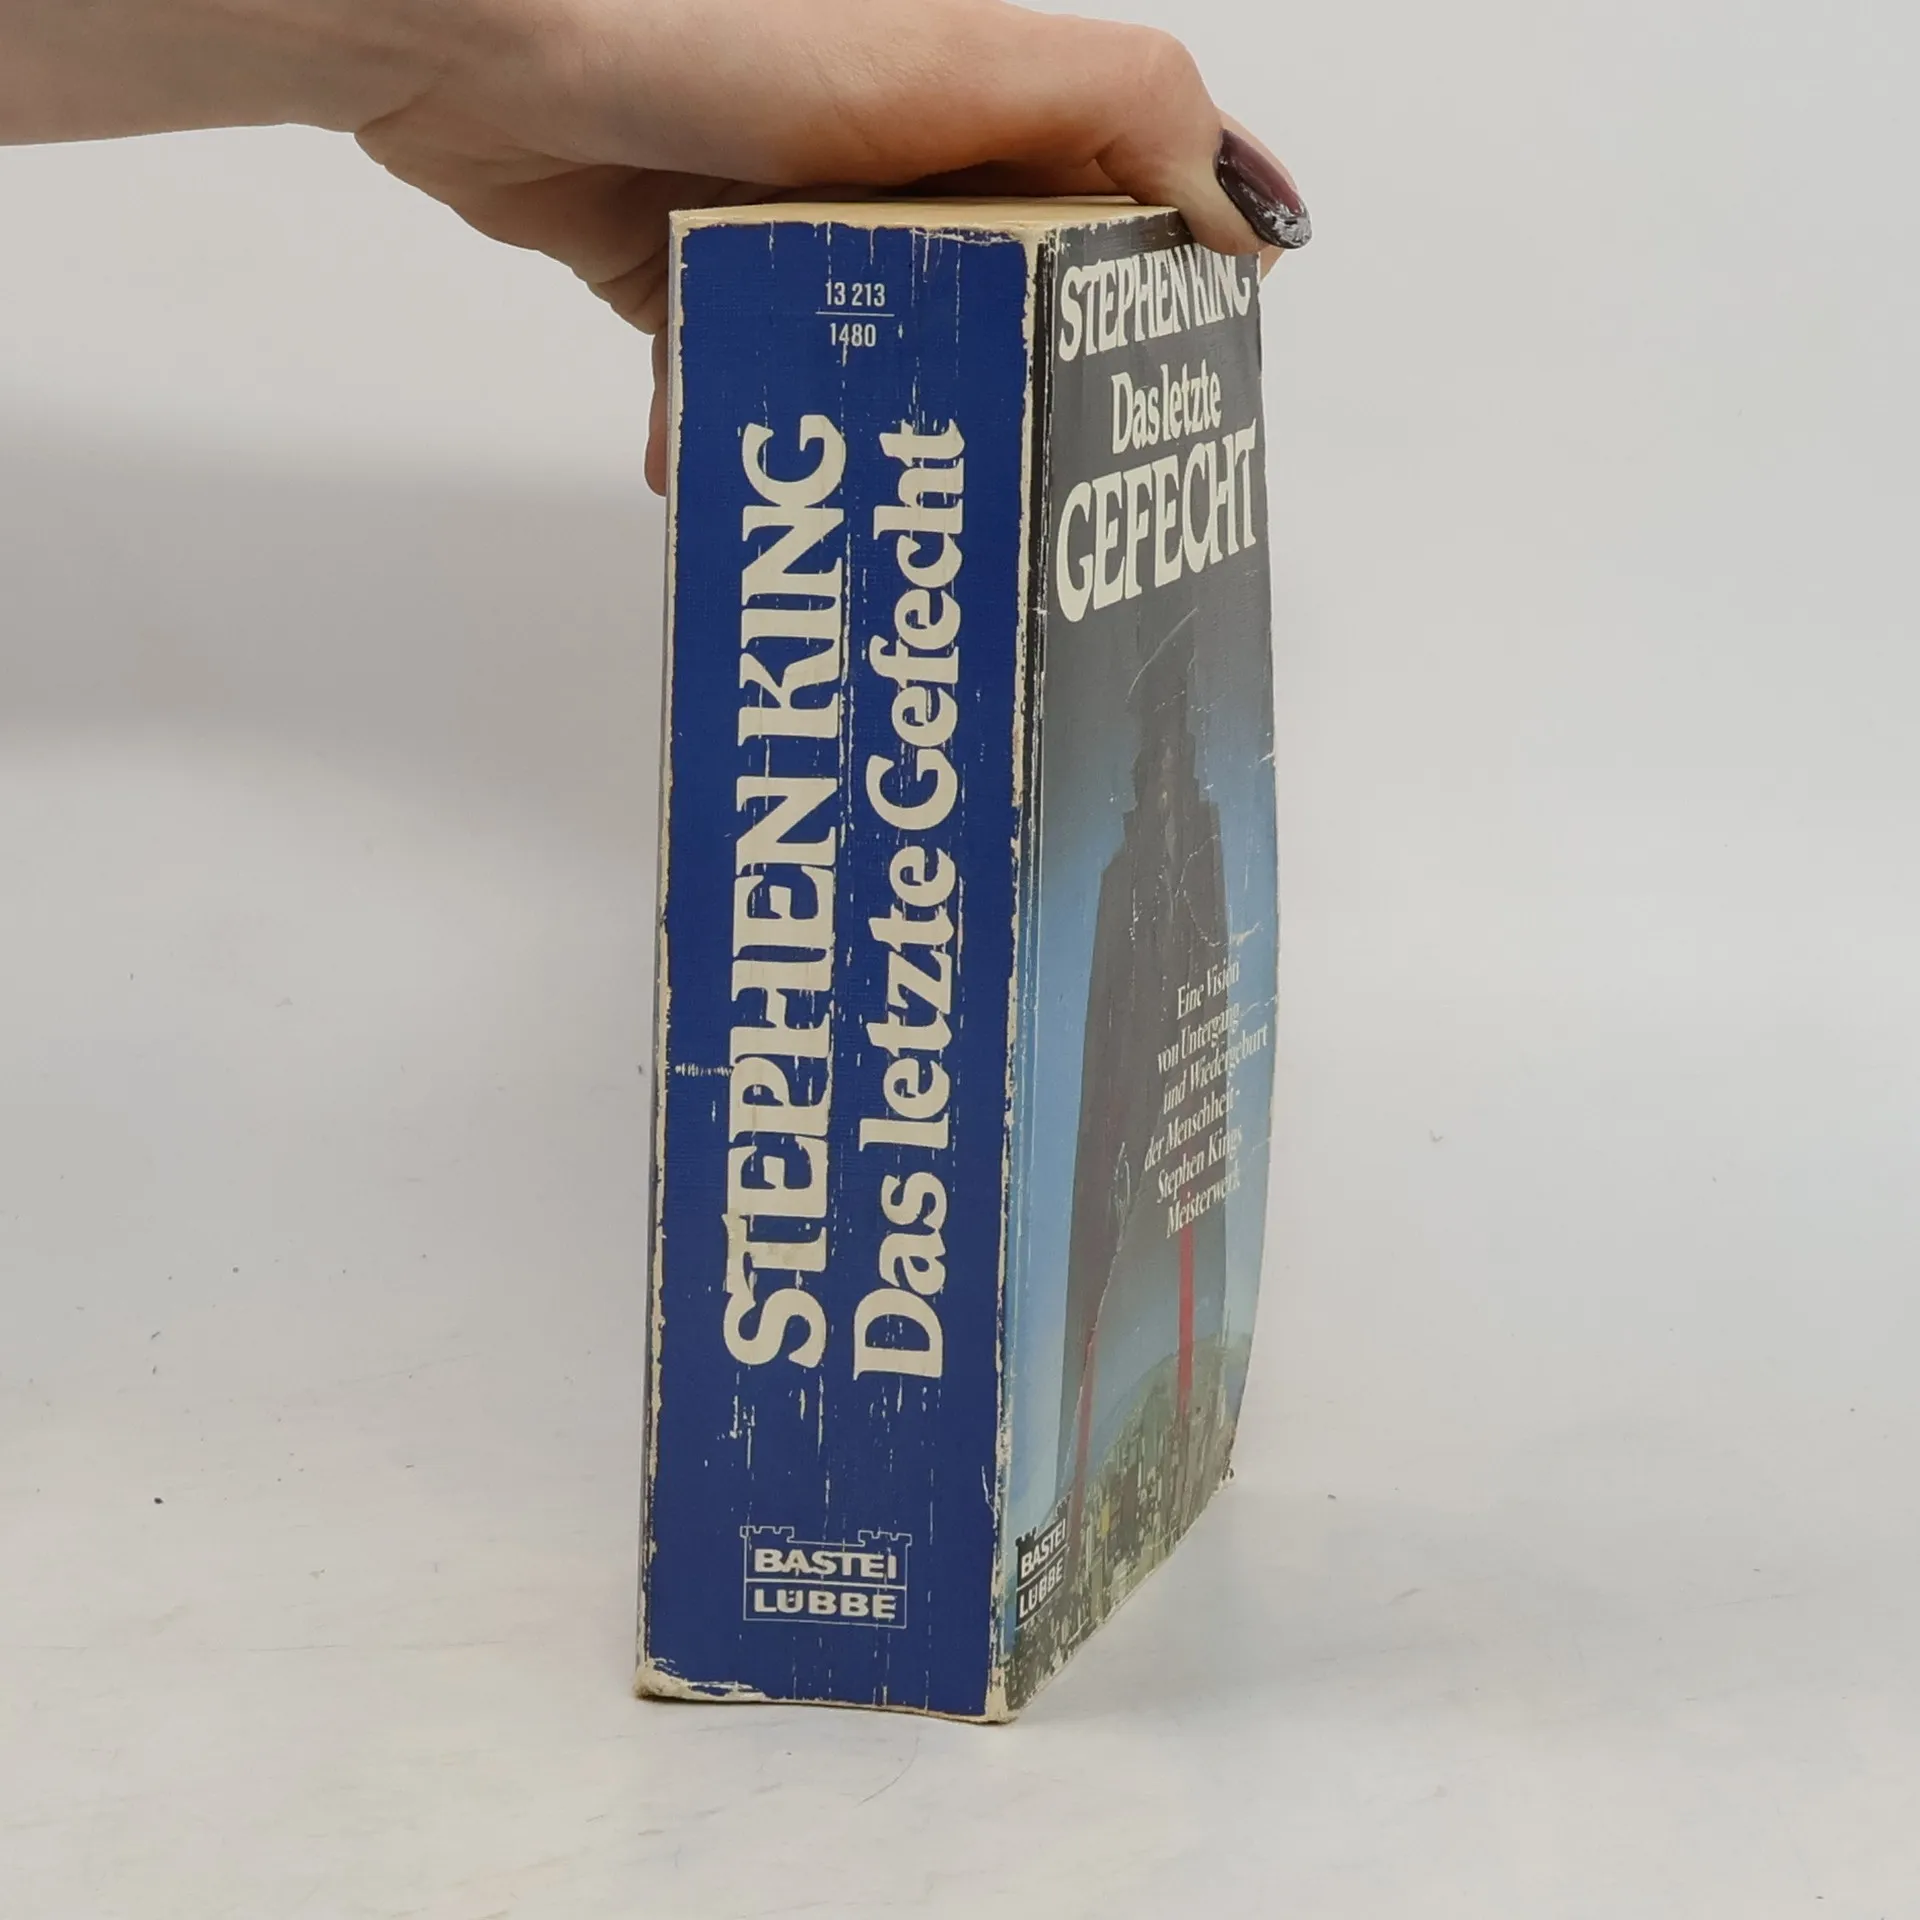 13 213
1480
STEPHEN KING
Das letzte Gefecht
BASTEI
LÜBBE
STEPHEN KING
Das letzte
GEFECHT
Eine Vision
von Untergang
und Wiedergeburt
der Menschheit -
Stephen Kings
Meisterwerk
BASTEI
LÜBBE